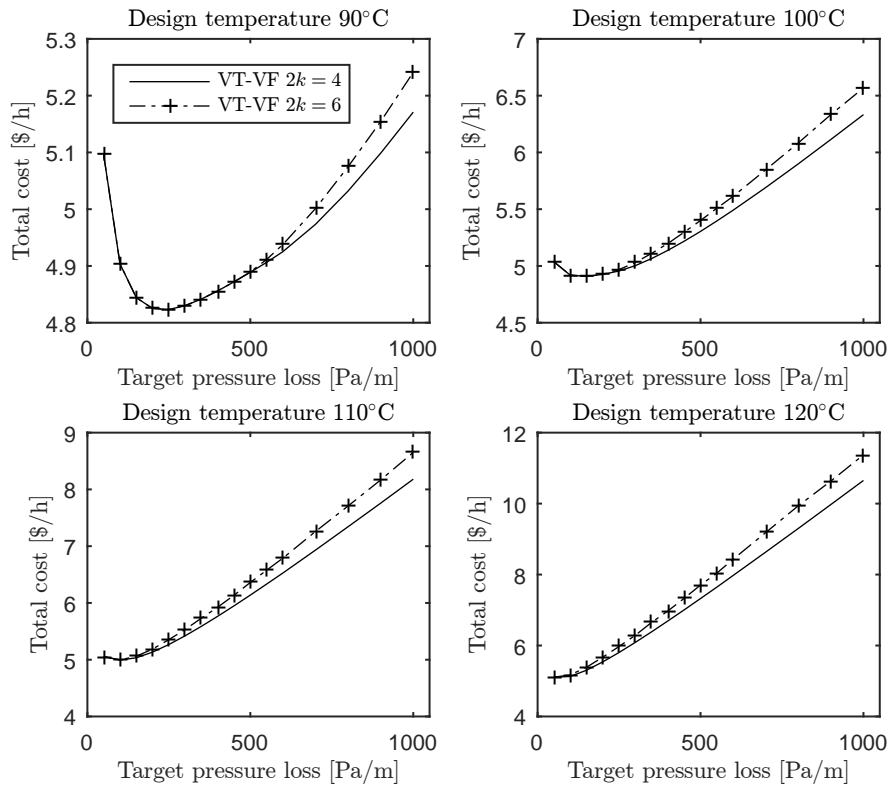 Design temperature 90°C
Total cost [$/h]
5.3
5.2
5.1
5
4.9
4.8
VT-VF 2k = 4
VT-VF 2k = 6
0 500 1000
Target pressure loss [Pa/m]
Design temperature 100°C
Total cost [$/h]
7
6.5
6
5.5
5
4.5
0 500 1000
Target pressure loss [Pa/m]
Design temperature 110°C
Total cost [$/h]
9
8
7
6
5
4
0 500 1000
Target pressure loss [Pa/m]
Design temperature 120°C
Total cost [$/h]
12
10
8
6
4
0 500 1000
Target pressure loss [Pa/m]